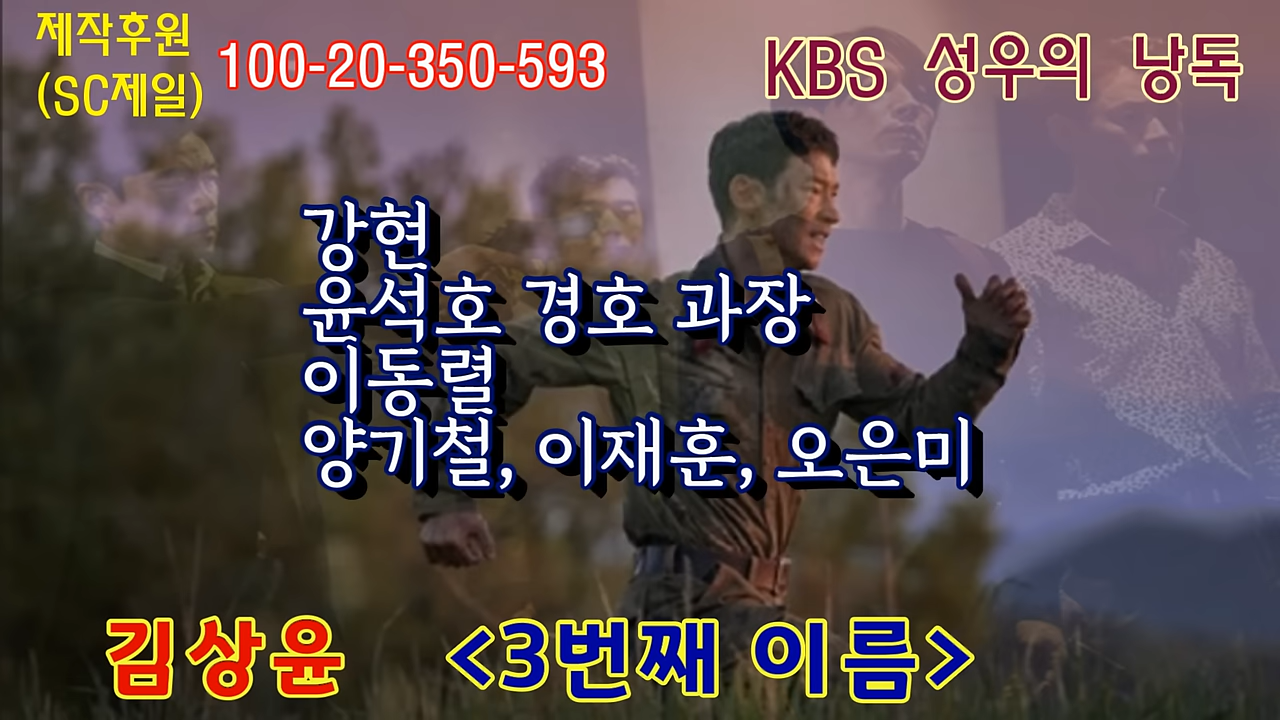 제작후원
(SC제일)
100-20-350-593
KBS 성우의 낭독
강현
윤석호 경호 과장
이동렬
양기철, 이재훈, 오은미
김상윤 <3번째 이름>